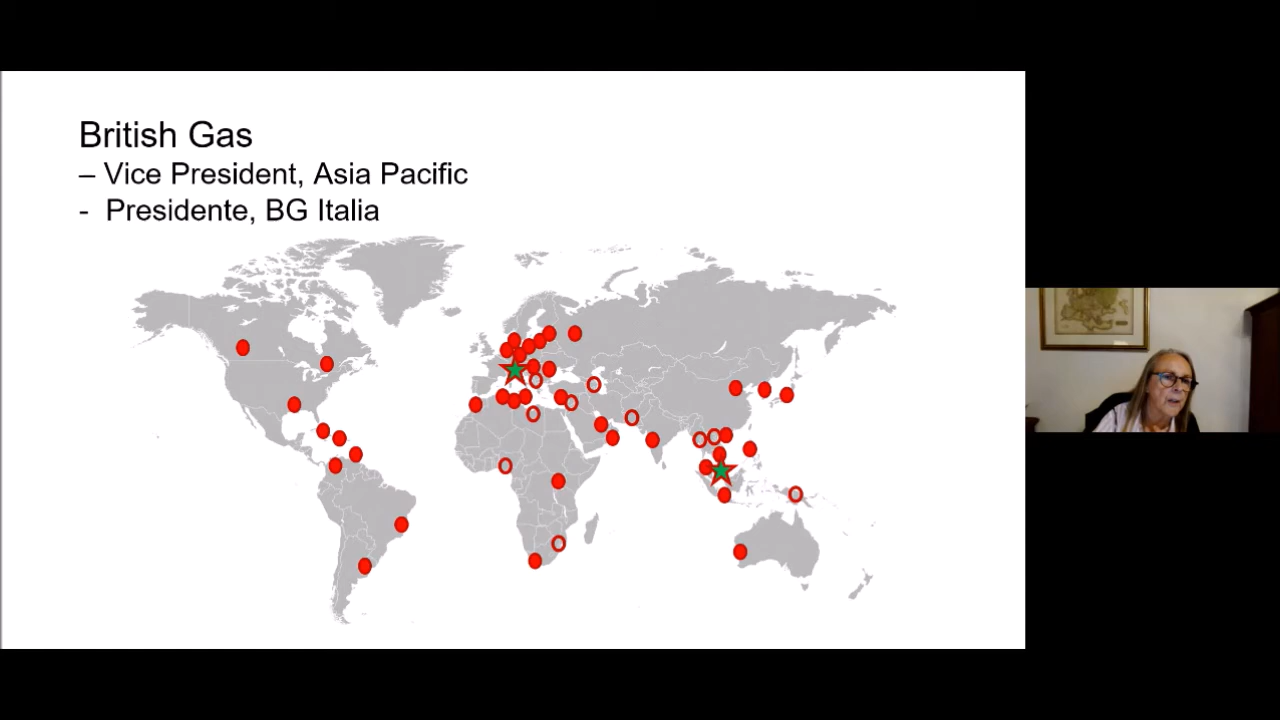 British Gas
– Vice President, Asia Pacific
- Presidente, BG Italia